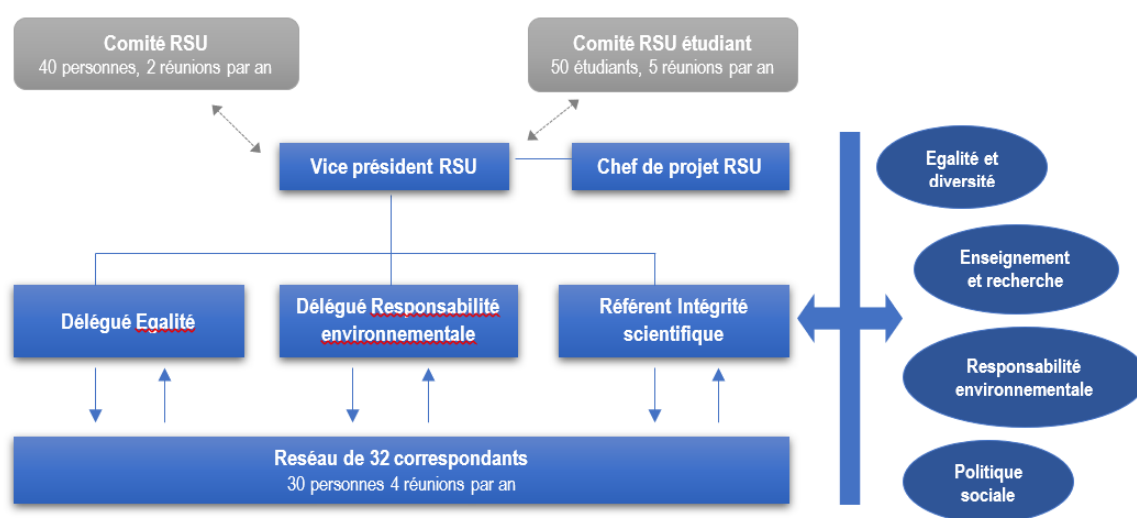 Comité RSU
40 personnes, 2 réunions par an
Comité RSU étudiant
50 étudiants, 5 réunions par an
Vice président RSU
Chef de projet RSU
Egalité et
diversité
Enseignement
et recherche
Délégué Egalité
Délégué Responsabilité
environnementale
Référent Intégrité
scientifique
Responsabilité
environnementale
Reséau de 32 correspondants
30 personnes 4 réunions par an
Politique
sociale